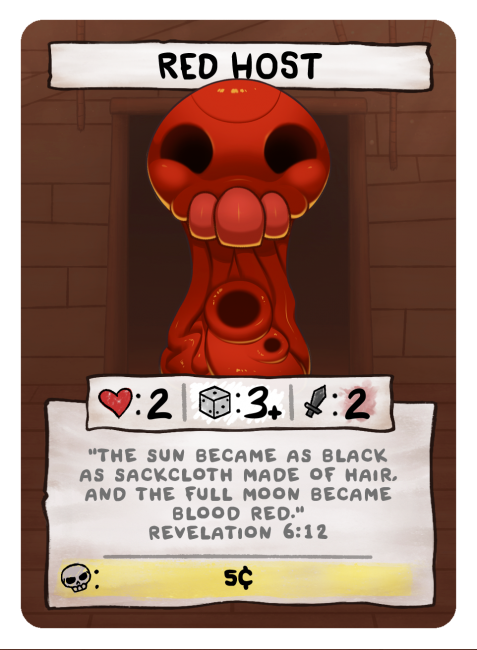 RED HOST
:2 :3+ :2
"THE SUN BECAME AS BLACK
AS SACKCLOTH MADE OF HAIR,
AND THE FULL MOON BECAME
BLOOD RED."
REVELATION 6:12
: 5¢